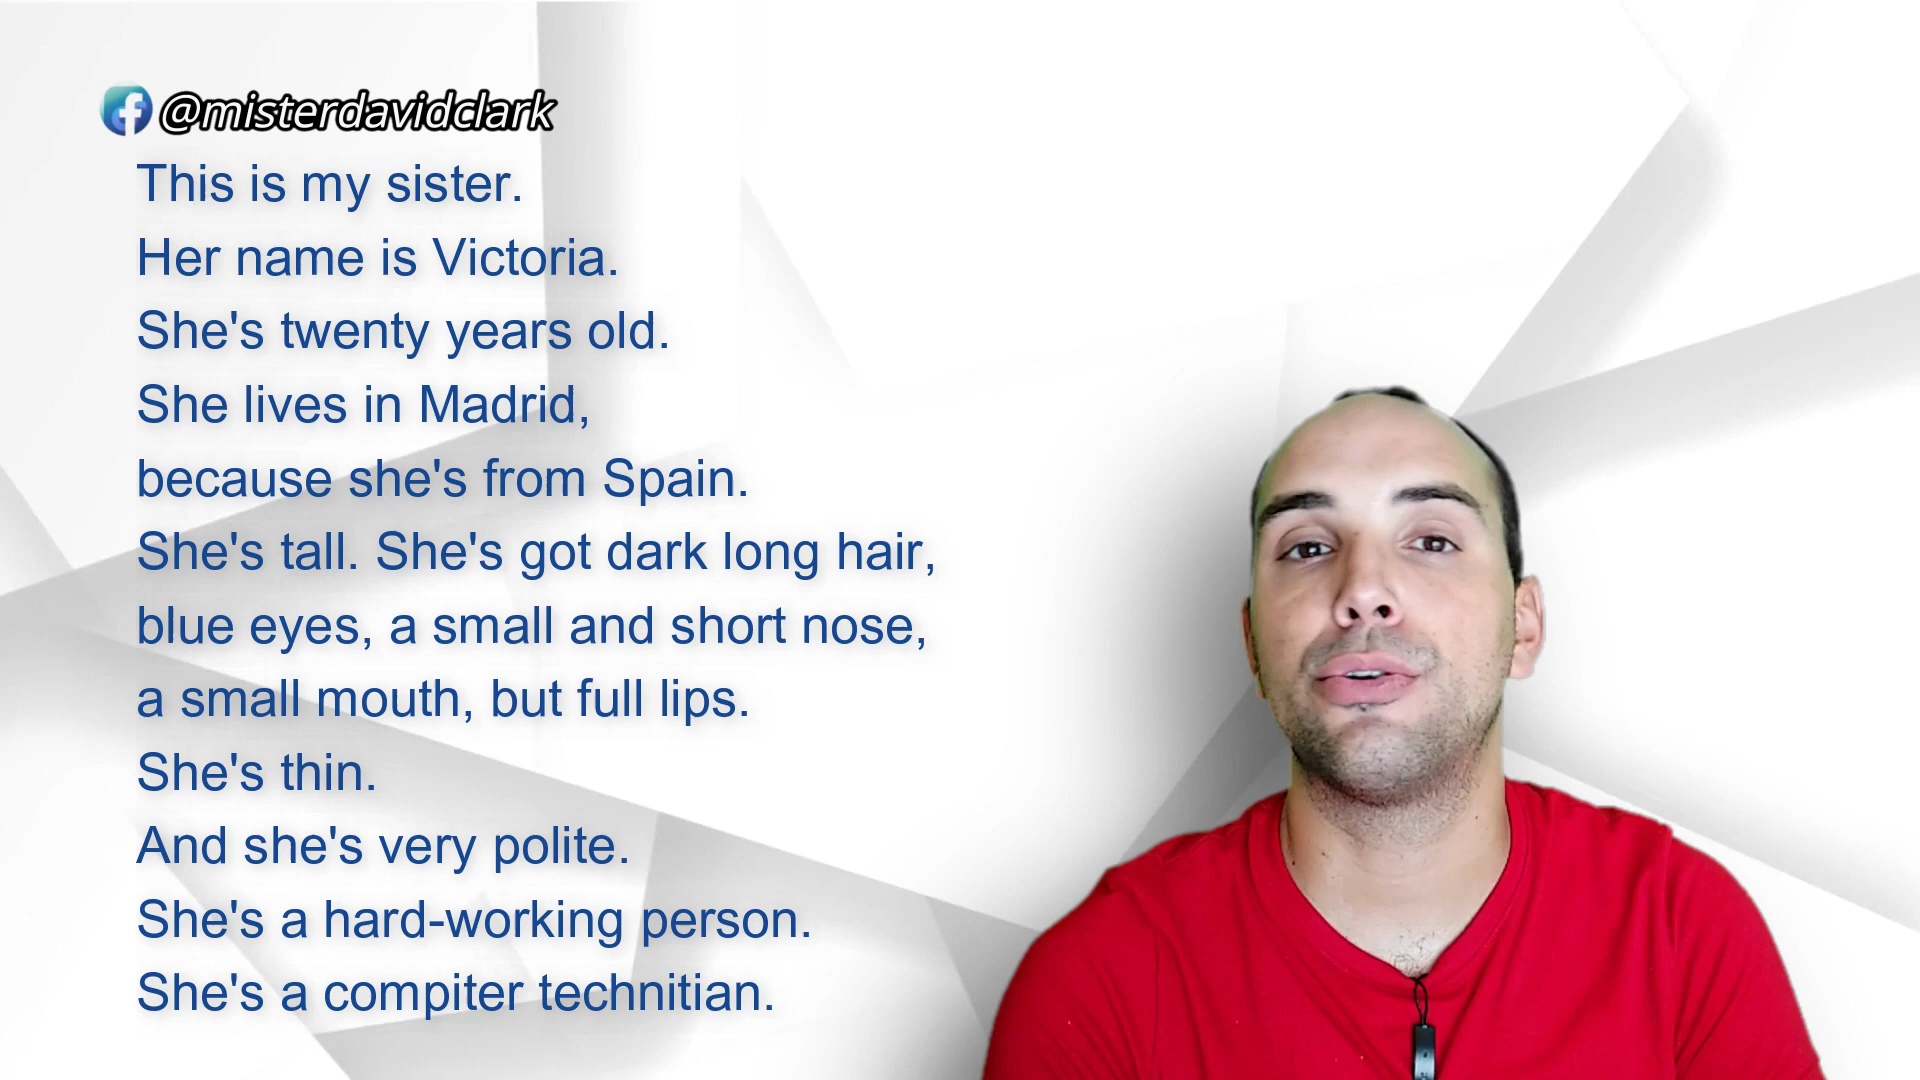 @misterdavidclark
This is my sister.
Her name is Victoria.
She's twenty years old.
She lives in Madrid,
because she's from Spain.
She's tall. She's got dark long hair,
blue eyes, a small and short nose,
a small mouth, but full lips.
She's thin.
And she's very polite.
She's a hard-working person.
She's a compiter technitian.